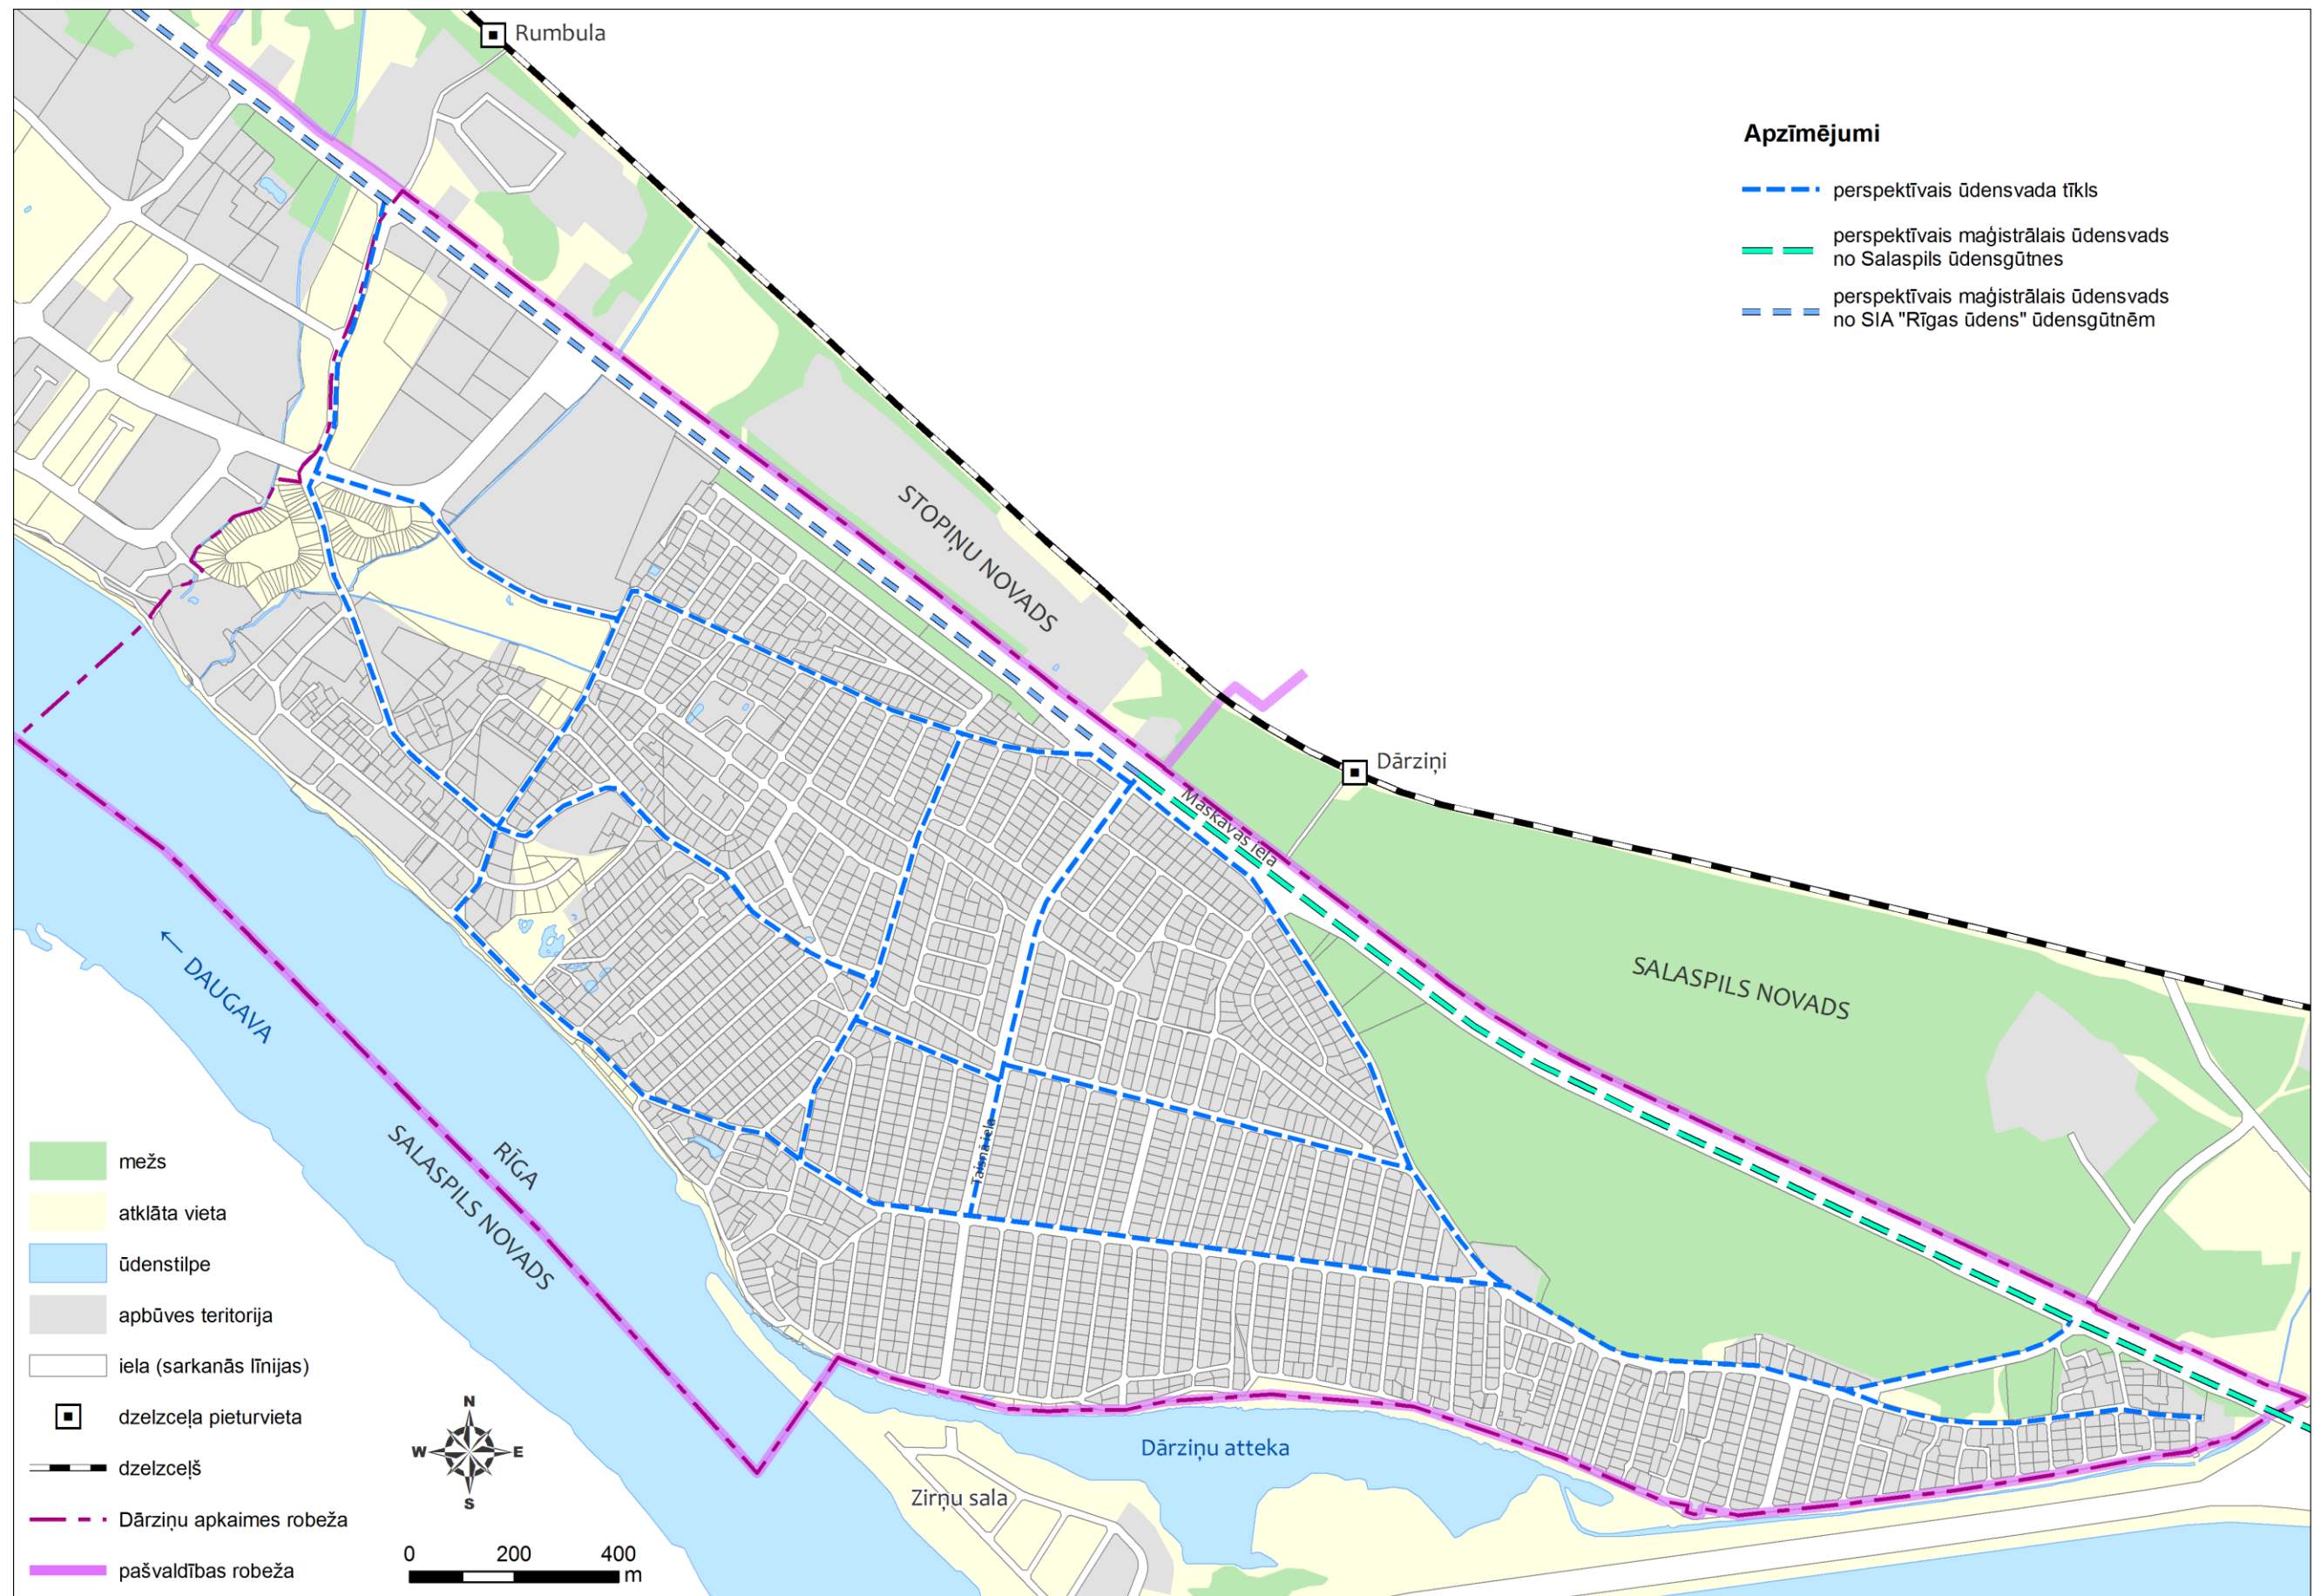 Rumbula
Apzīmējumi
perspektīvais ūdensvada tīkls
perspektīvais maģistrālais ūdensvads
no Salaspils ūdensgūtnes
perspektīvais maģistrālais ūdensvads
no SIA "Rīgas ūdens" ūdensgūtnēm
STOPIŅU NOVADS
Dārziņi
Maskavas iela
SALASPILS NOVADS
DAUGAVA
RĪGA
SALASPILS NOVADS
Taisnā iela
Dārziņu atteka
Zirņu sala
mežs
atklāta vieta
ūdenstilpe
apbūves teritorija
iela (sarkanās līnijas)
dzelzceļa pieturvieta
dzelzceļš
Dārziņu apkaimes robeža
pašvaldības robeža
N
W E
S
0 200 400
m